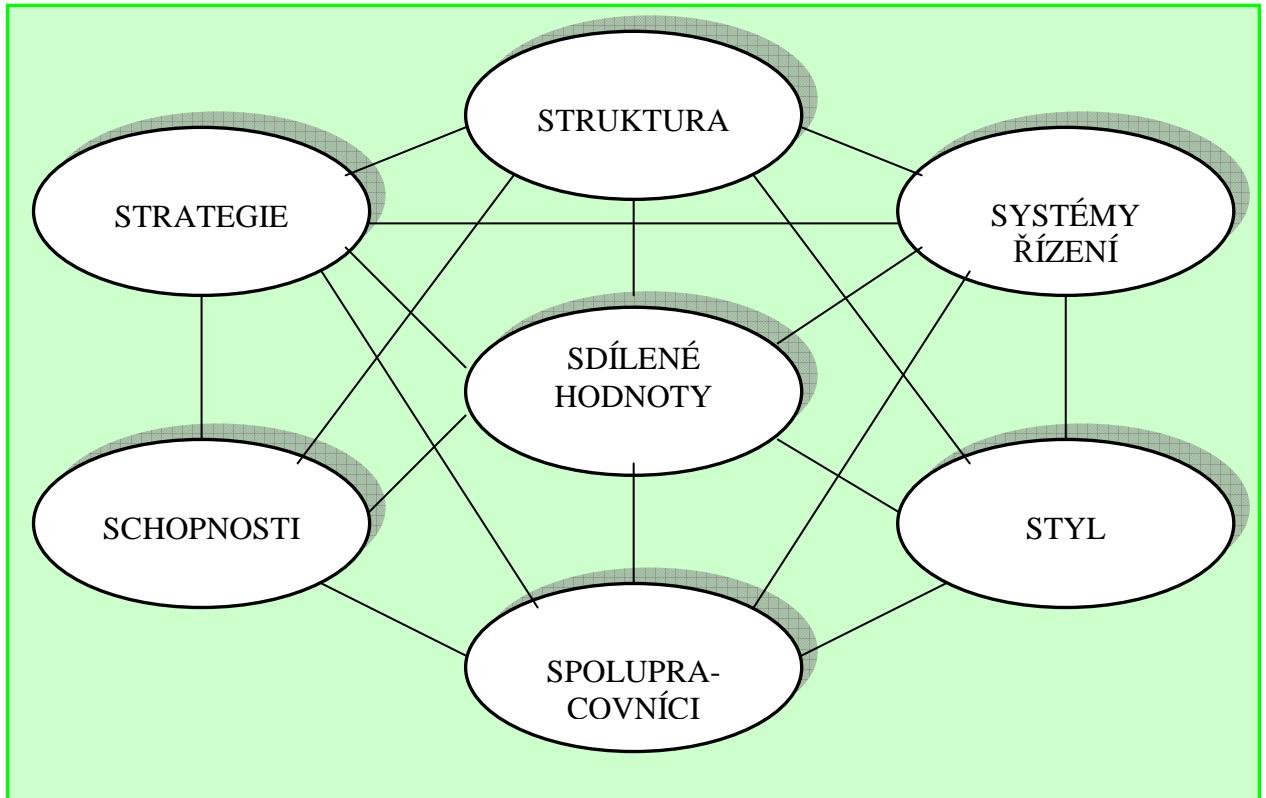 STRUKTURA
STRATEGIE
SYSTÉMY
ŘÍZENÍ
SDÍLENÉ
HODNOTY
SCHOPNOSTI
STYL
SPOLUPRA-
COVNÍCI